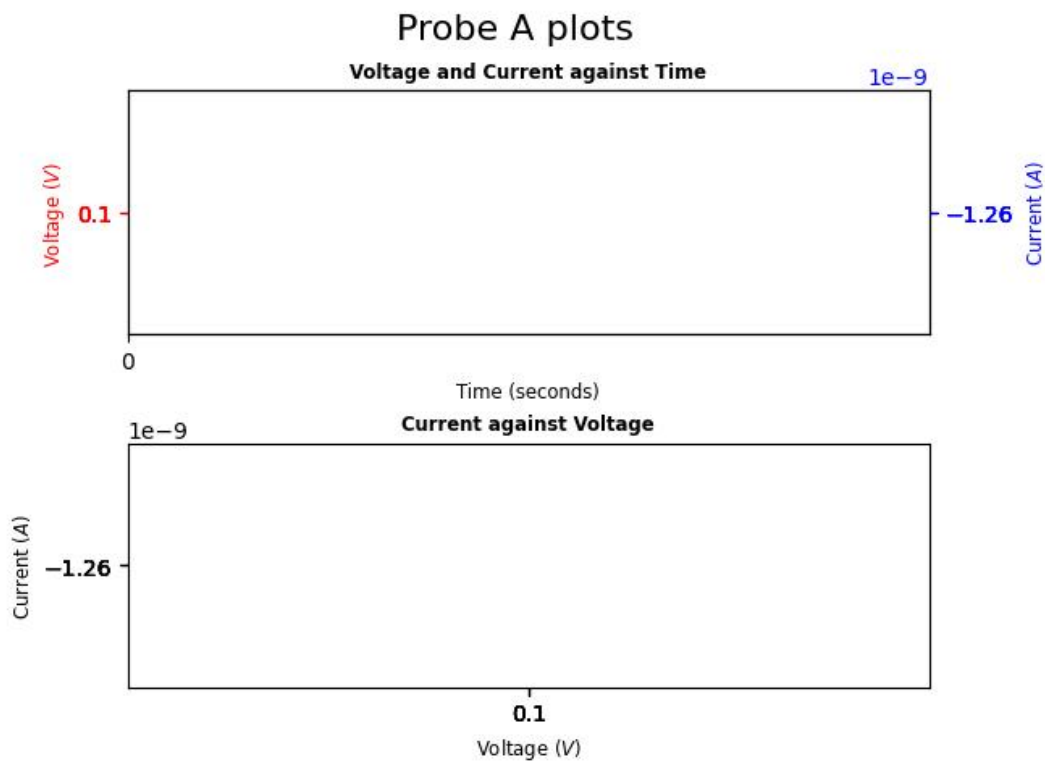 Probe A plots
Voltage and Current against Time
1e−9
Voltage (V)
0.1
−1.26
Current (A)
0
Time (seconds)
Current against Voltage
1e−9
Current (A)
−1.26
0.1
Voltage (V)